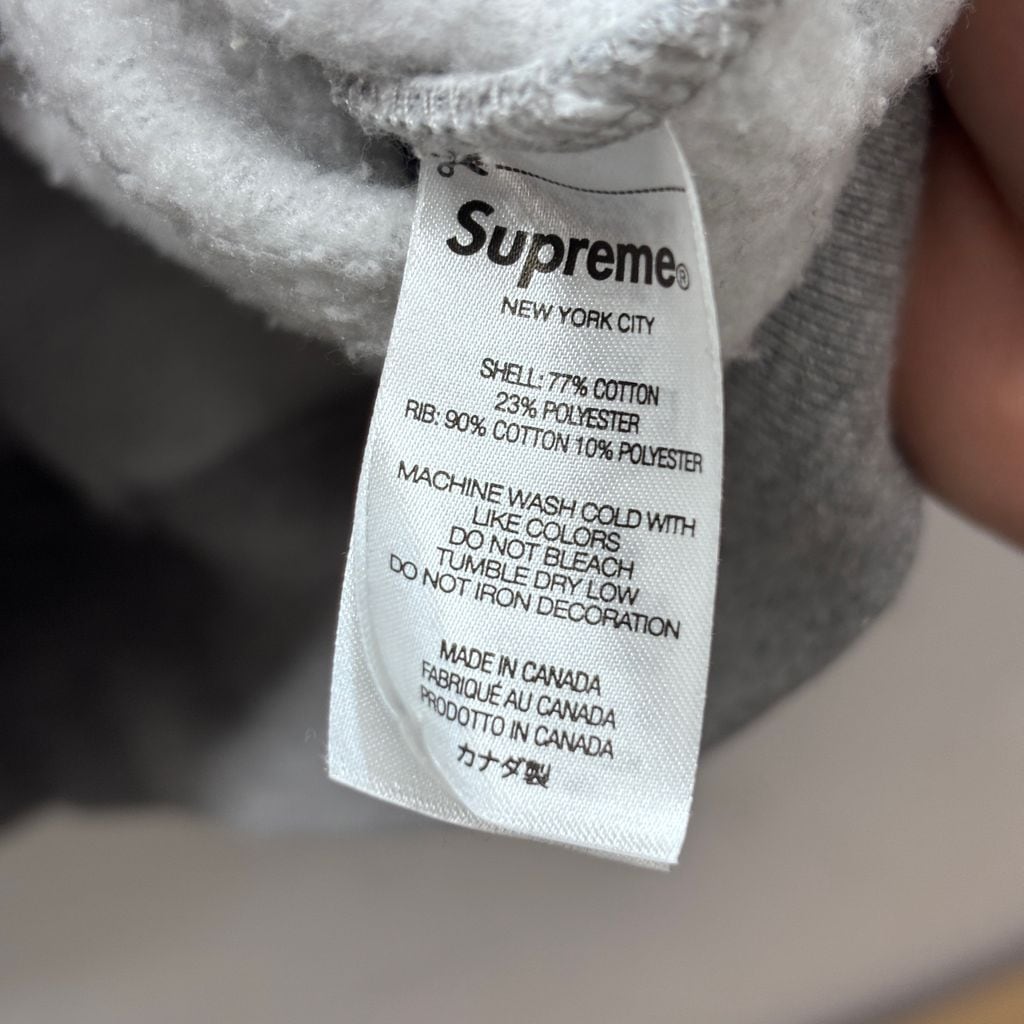 Supreme®
NEW YORK CITY
SHELL: 77% COTTON
23% POLYESTER
RIB: 90% COTTON 10% POLYESTER
MACHINE WASH COLD WITH
LIKE COLORS
DO NOT BLEACH
TUMBLE DRY LOW
DO NOT IRON DECORATION
MADE IN CANADA
FABRIQUÉ AU CANADA
PRODOTTO IN CANADA
カナダ製